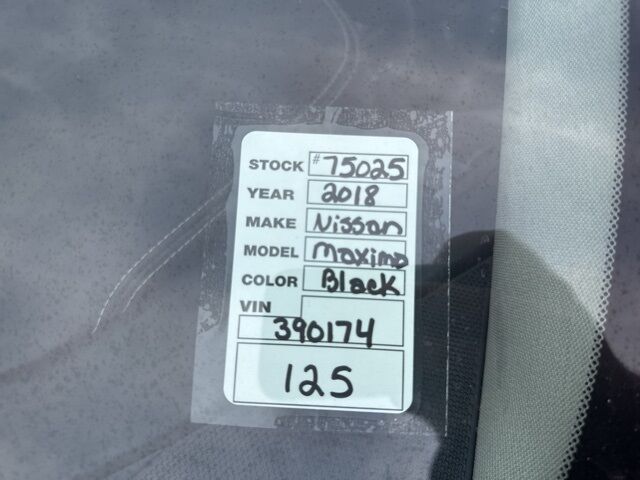 STOCK #75025
YEAR 2018
MAKE Nissan
MODEL Maxima
COLOR Black
VIN
390174
125